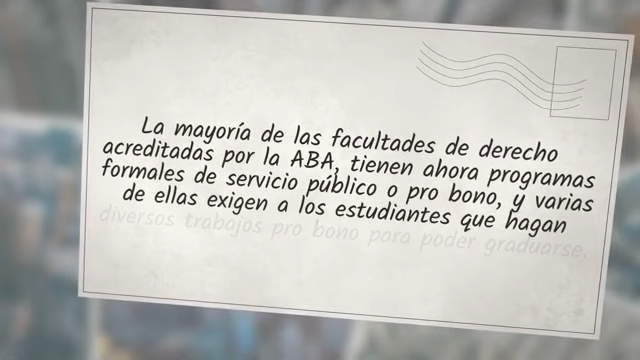 La mayoría de las facultades de derecho
acreditadas por la ABA, tienen ahora programas
formales de servicio público o pro bono, y varias
de ellas exigen a los estudiantes que hagan
diversos trabajos pro bono para poder graduarse.